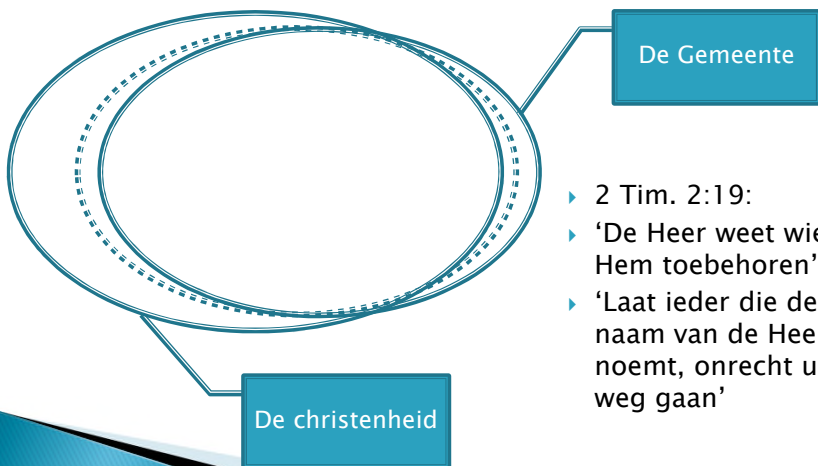 De Gemeente
2 Tim. 2:19:
‘De Heer weet wie
Hem toebehoren’
‘Laat ieder die de
naam van de Hee
noemt, onrecht u
weg gaan’
De christenheid